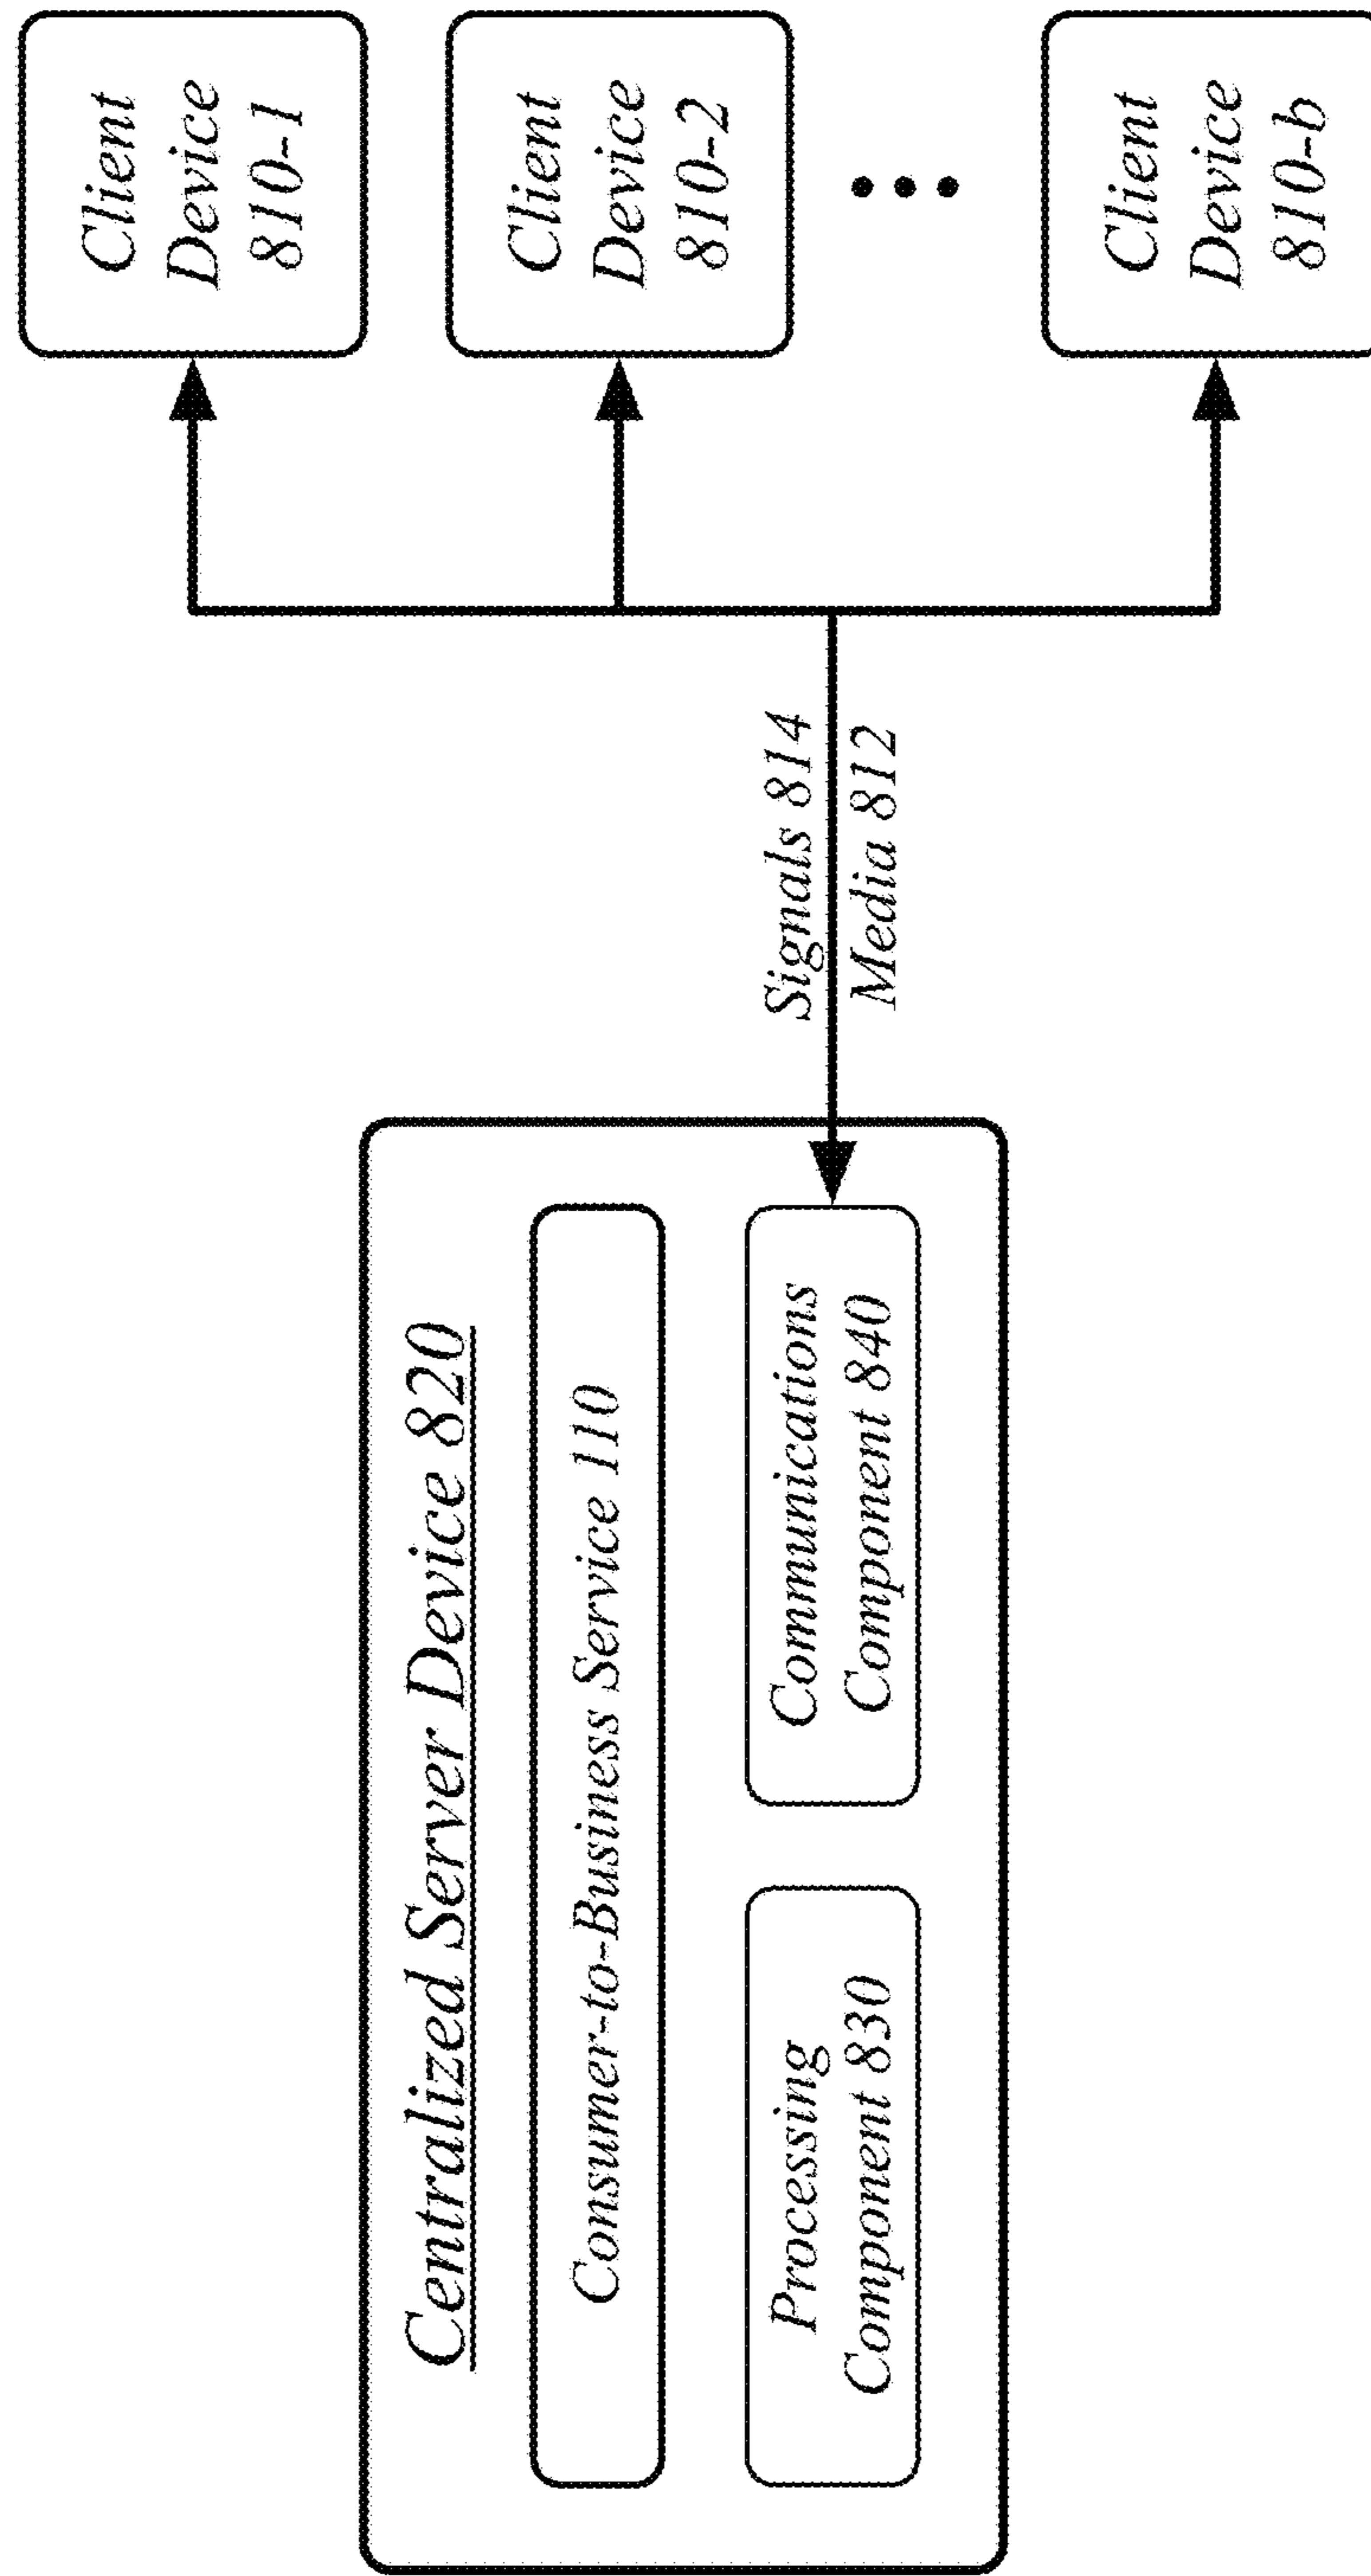 Centralized Server Device 820
Consumer-to-Business Service 110
Processing
Component 830
Communications
Component 840
Signals 814
Media 812
Client
Device
810-1
Client
Device
810-2
Client
Device
810-b